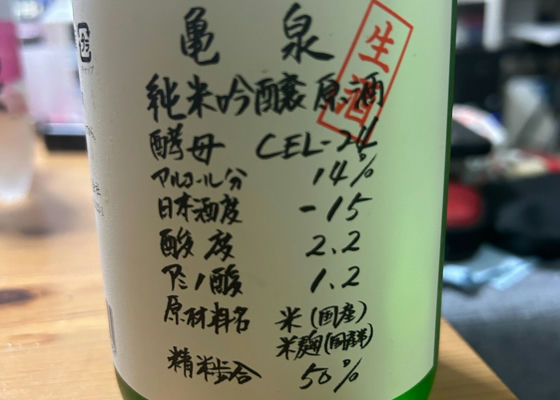 亀泉
生酒
純米吟醸原酒
酵母 CEL-24
アルコール分 14%
日本酒度 -15
酸度 2.2
アミノ酸 1.2
原材料名 米(国産)
米麹(国産米)
精米歩合 50%